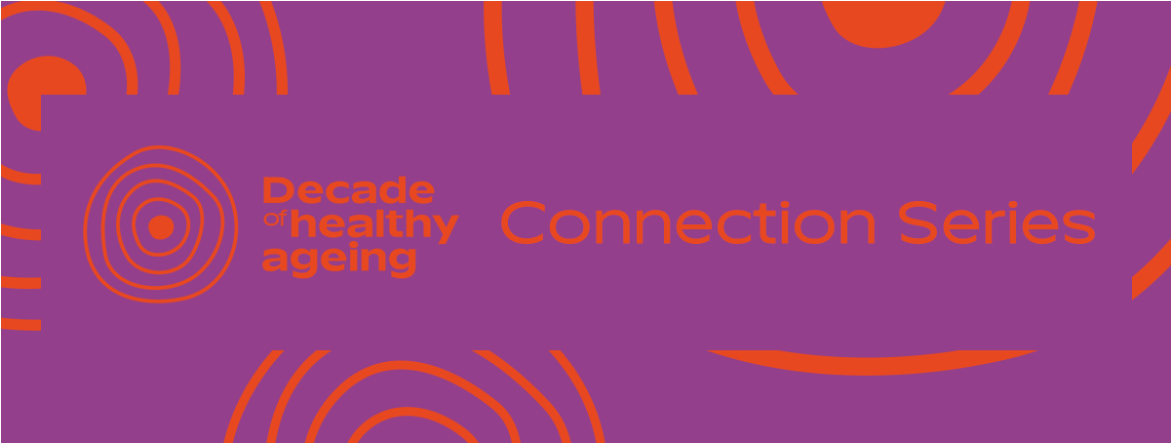 Decade
of healthy
ageing
Connection Series